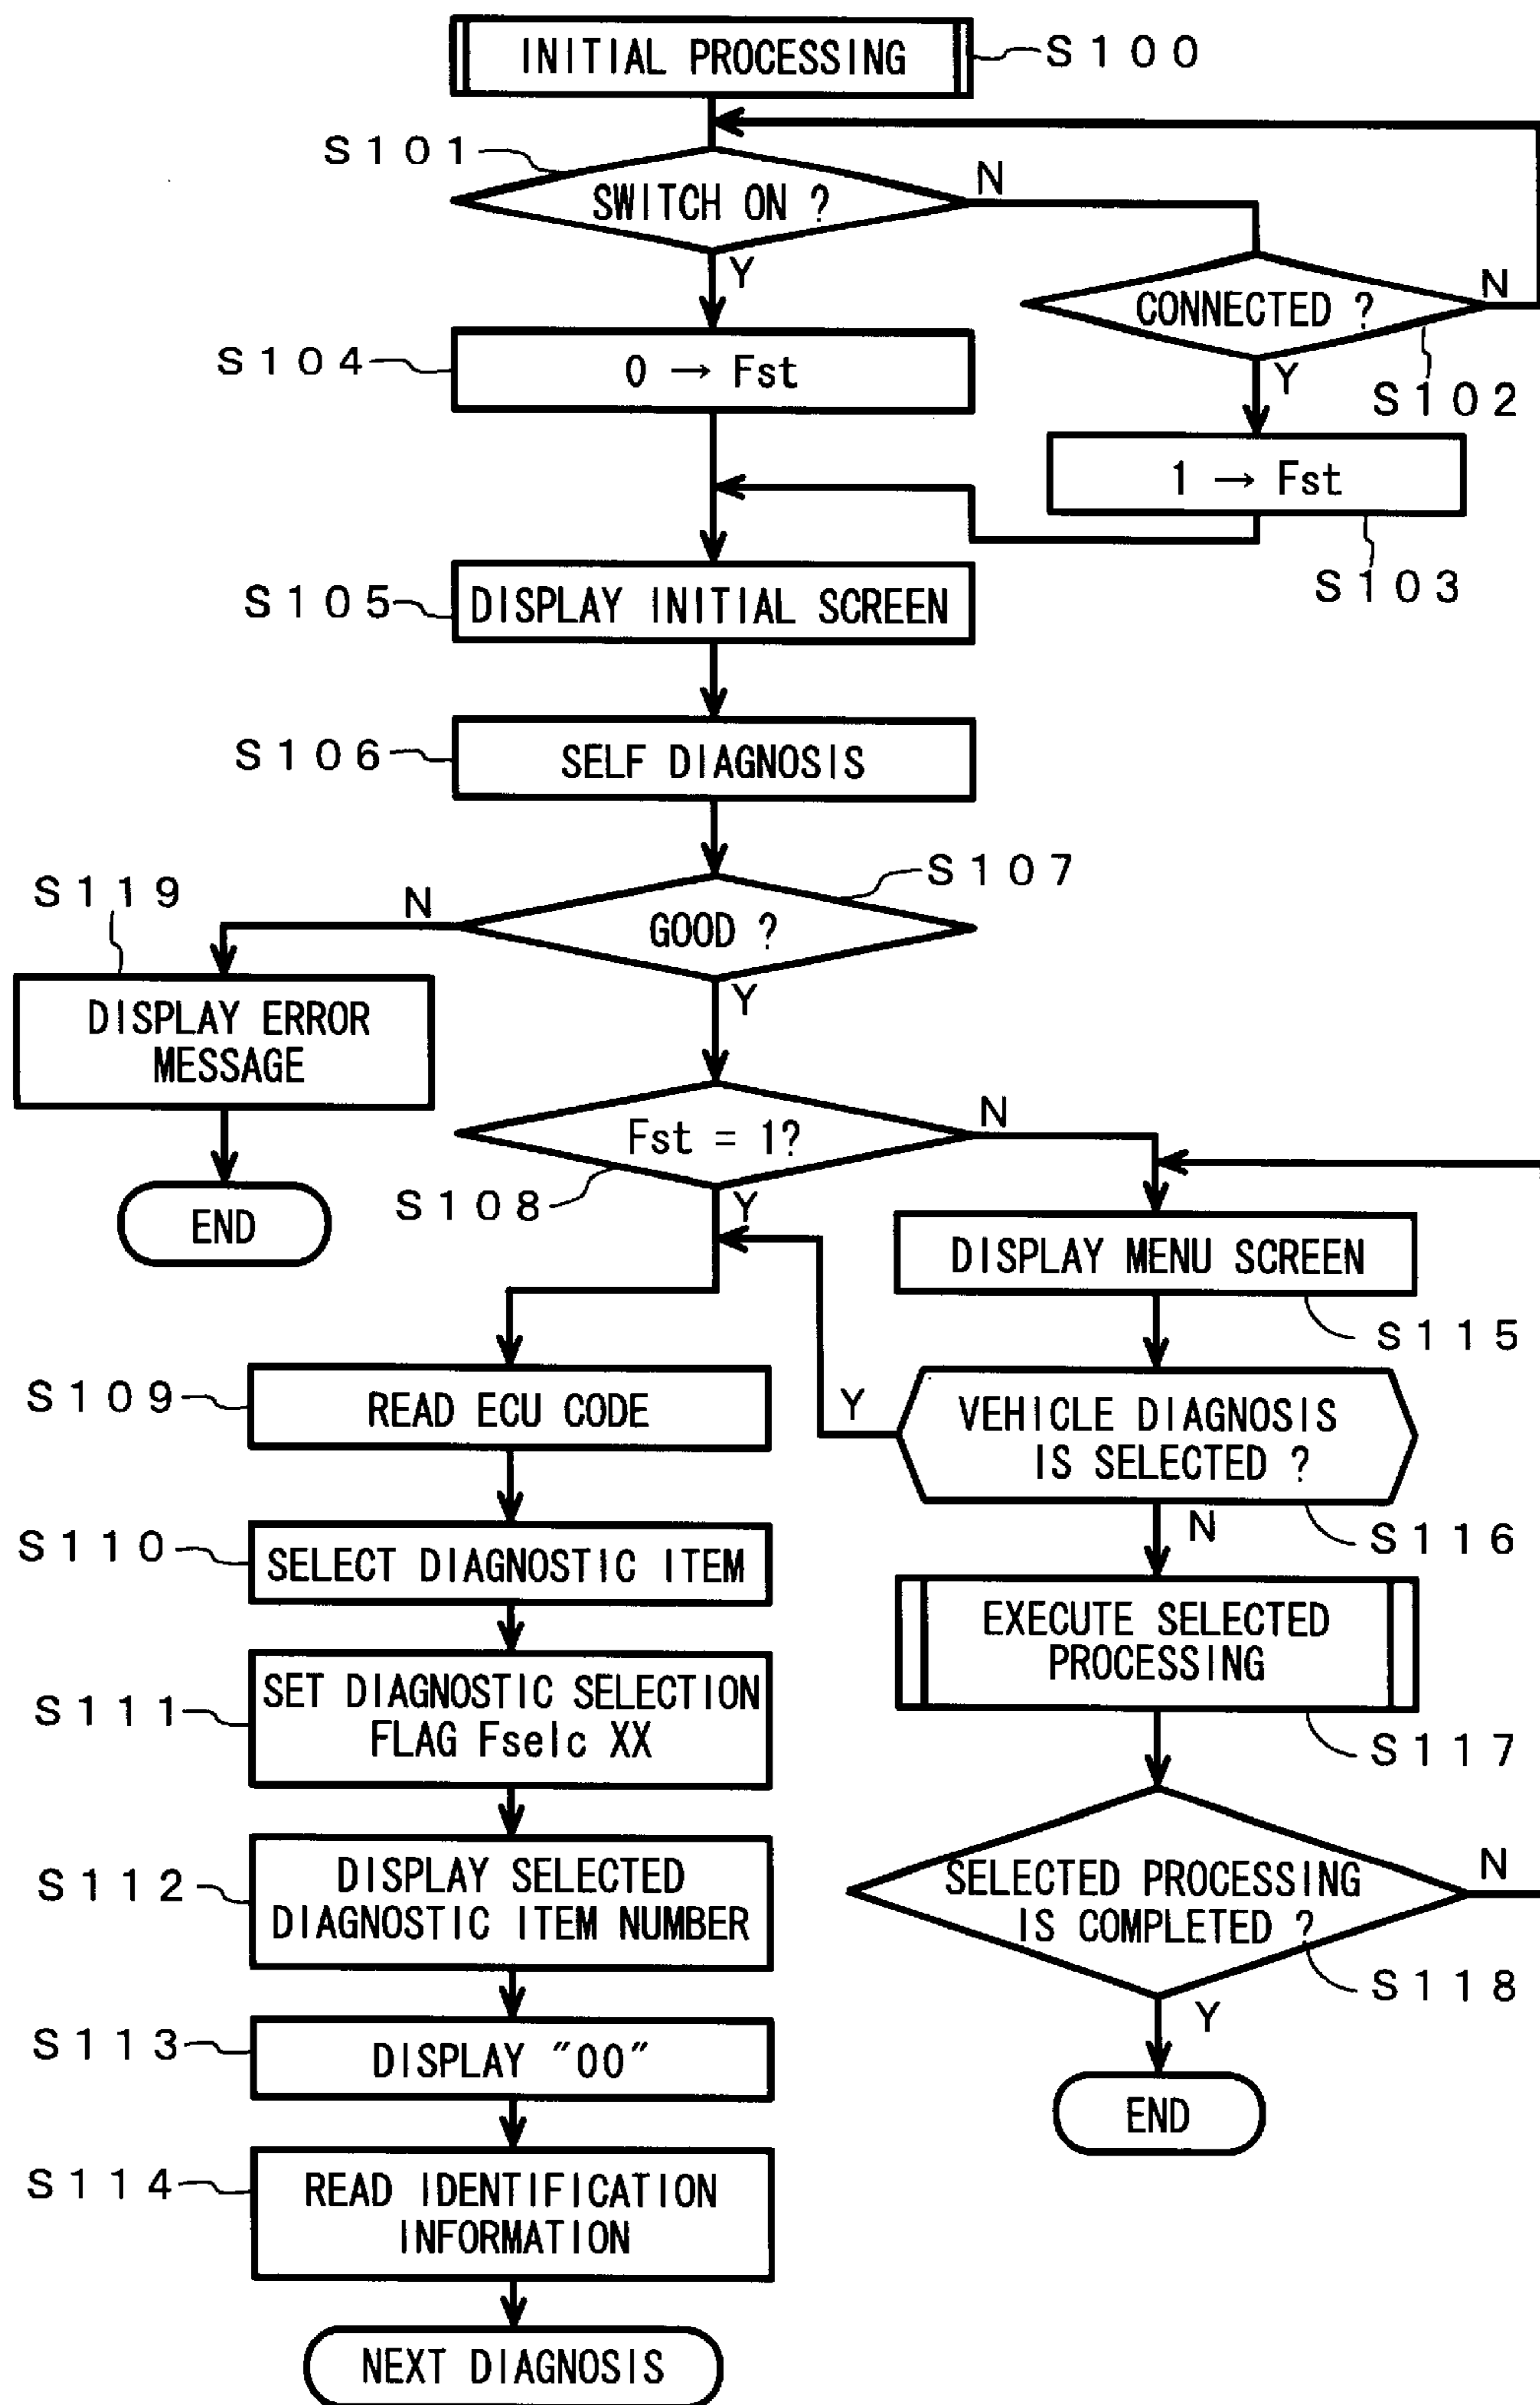 INITIAL PROCESSING
S100
S101
SWITCH ON ?
N
Y
CONNECTED ?
N
S102
Y
S104
0 → Fst
1 → Fst
S103
S105
DISPLAY INITIAL SCREEN
S106
SELF DIAGNOSIS
S107
GOOD ?
N
Y
S119
DISPLAY ERROR
MESSAGE
END
Fst = 1?
N
S108
Y
DISPLAY MENU SCREEN
S115
S109
READ ECU CODE
Y
VEHICLE DIAGNOSIS
IS SELECTED ?
S116
N
S110
SELECT DIAGNOSTIC ITEM
EXECUTE SELECTED
PROCESSING
S117
S111
SET DIAGNOSTIC SELECTION
FLAG Fselc XX
S112
DISPLAY SELECTED
DIAGNOSTIC ITEM NUMBER
SELECTED PROCESSING
IS COMPLETED ?
N
S118
Y
S113
DISPLAY "00"
END
S114
READ IDENTIFICATION
INFORMATION
NEXT DIAGNOSIS